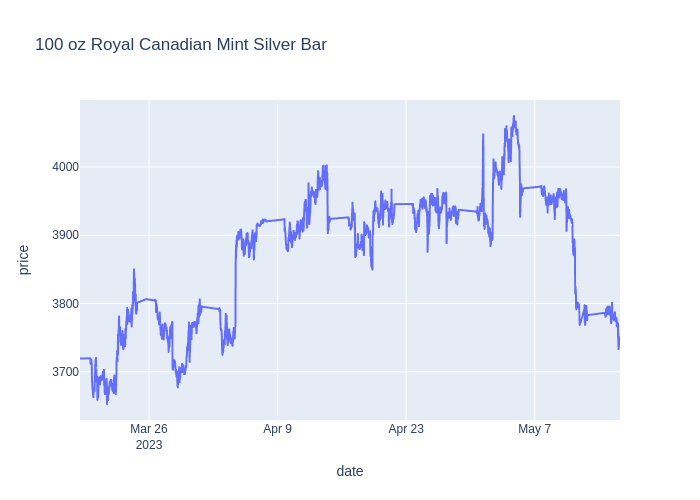 100 oz Royal Canadian Mint Silver Bar
price
4000
3900
3800
3700
Mar 26
2023
Apr 9
Apr 23
May 7
date